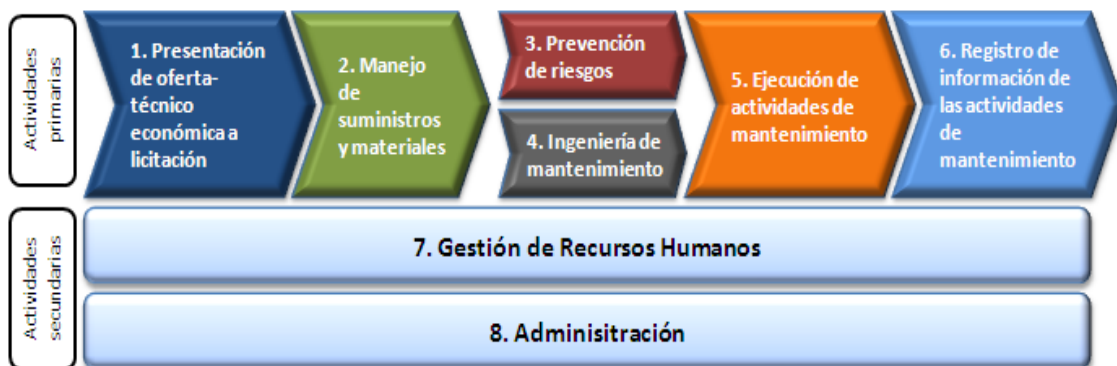 Actividades
primarias
1. Presentación
de oferta-
técnico
económica a
licitación
2. Manejo
de
suministros
y materiales
3. Prevención
de riesgos
4. Ingeniería de
mantenimiento
5. Ejecución de
actividades de
mantenimiento
6. Registro de
información de
las actividades
de
mantenimiento
Actividades
secundarias
7. Gestión de Recursos Humanos
8. Adminisitración